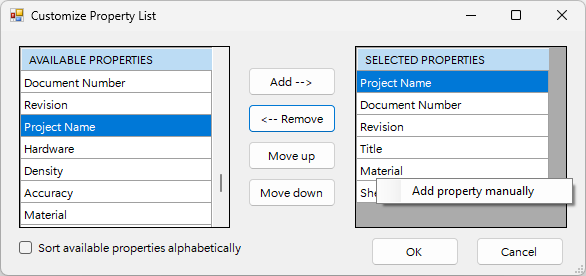 Customize Property List
AVAILABLE PROPERTIES
Document Number
Revision
Project Name
Hardware
Density
Accuracy
Material
Sort available properties alphabetically
Add -->
<-- Remove
Move up
Move down
SELECTED PROPERTIES
Project Name
Document Number
Revision
Title
Material
Add property manually
OK
Cancel